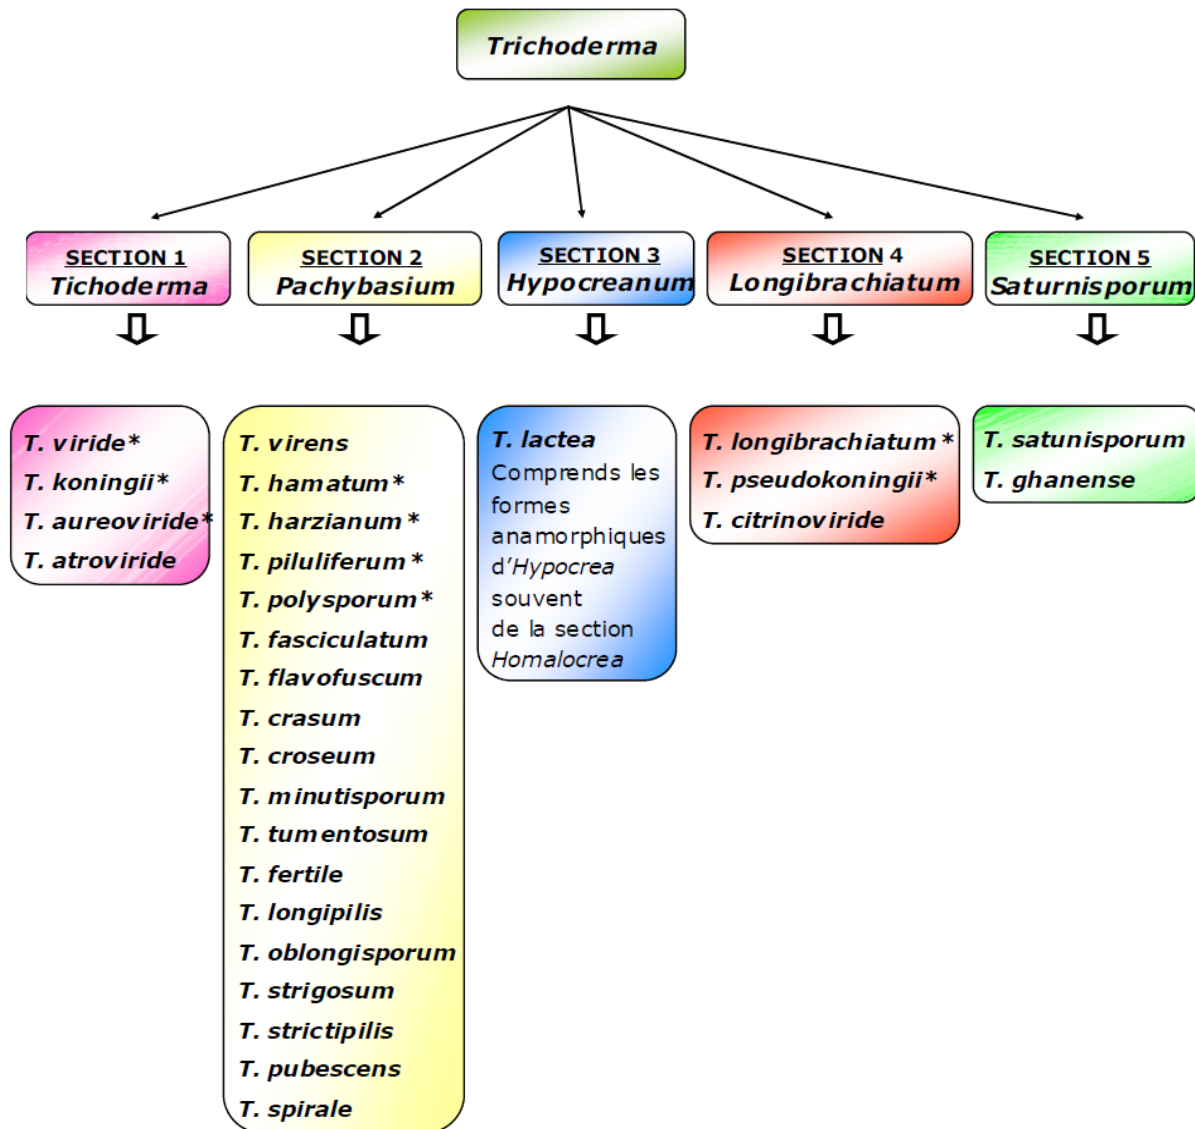 Trichoderma
SECTION 1
Tichoderma
SECTION 2
Pachybasium
SECTION 3
Hypocreanum
SECTION 4
Longibrachiatum
SECTION 5
Saturnisporum
T. viride*
T. koningii*
T. aureoviride*
T. atroviride
T. virens
T. hamatum*
T. harzianum*
T. piluliferum*
T. polysporum*
T. fasciculatum
T. flavofuscum
T. crasum
T. croseum
T. minutisporum
T. tumentosum
T. fertile
T. longipilis
T. oblongisporum
T. strigosum
T. strictipilis
T. pubescens
T. spirale
T. lactea
Comprends les
formes
anamorphiques
d'Hypocrea
souvent
de la section
Homalocrea
T. longibrachiatum*
T. pseudokoningii*
T. citrinoviride
T. satunisporum
T. ghanense